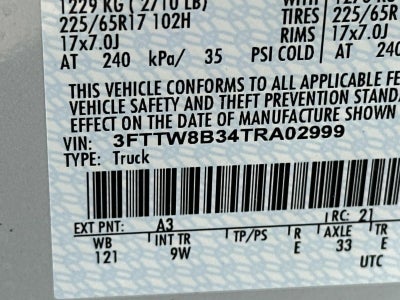 1229 KG ( 2710 LB)
225/65R17 102H TIRES 225/65R
17x7.0J RIMS 17x7.0J
AT 240 kPa/ 35 PSI COLD AT 240
THIS VEHICLE CONFORMS TO ALL APPLICABLE FE
VEHICLE SAFETY AND THEFT PREVENTION STANDA
EFFECT ON THE DATE OF MANUFACTURE SHOWN
VIN: 3FTTW8B34TRA02999
TYPE: Truck
EXT PNT: A3 RC: 21
WB INT TR TP/PS R AXLE TR
121 9W E 33 E
UTC